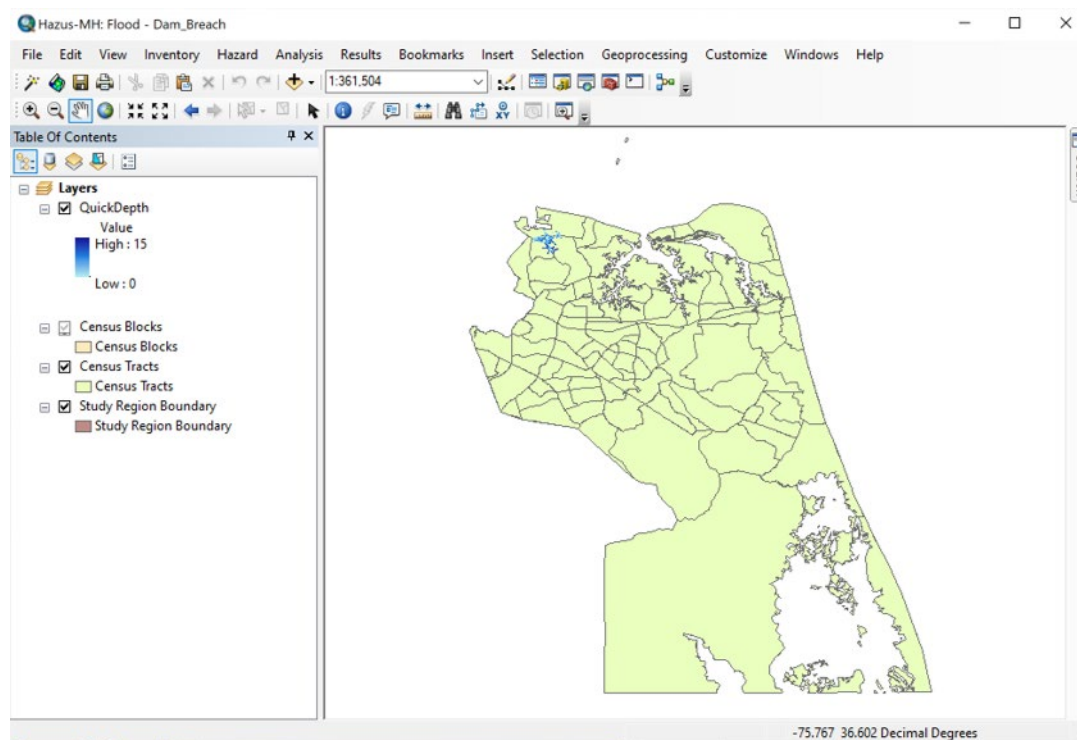 Hazus-MH: Flood - Dam_Breach
File Edit View Inventory Hazard Analysis Results Bookmarks Insert Selection Geoprocessing Customize Windows Help
1:361,504
XY
Table Of Contents
Layers
QuickDepth
Value
High : 15
Low : 0
Census Blocks
Census Blocks
Census Tracts
Census Tracts
Study Region Boundary
Study Region Boundary
-75.767 36.602 Decimal Degrees